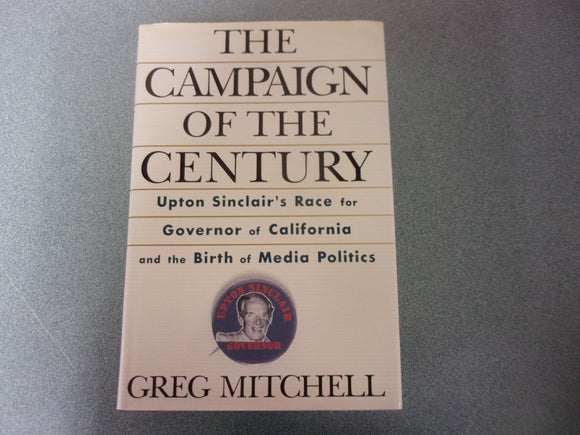 THE
CAMPAIGN
OF THE
CENTURY
Upton Sinclair's Race for
Governor of California
and the Birth of Media Politics
UPTON SINCLAIR
GOVERNOR
GREG MITCHELL